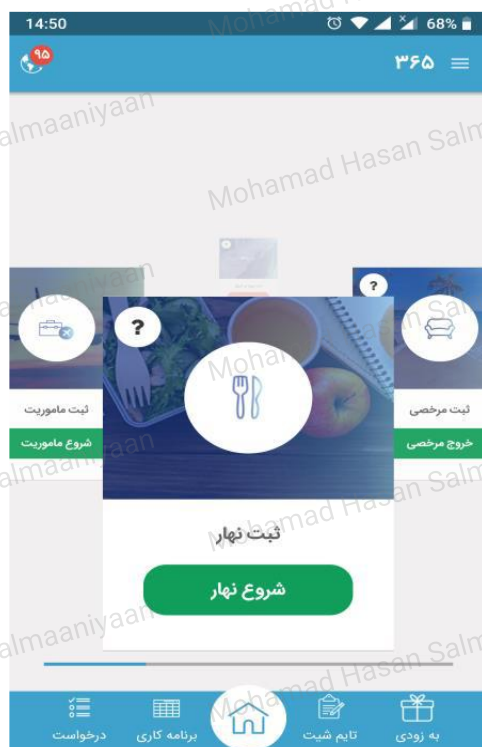 14:50
68%
۹۵
۳۶۵
?
?
ثبت مرخصی
ثبت ماموریت
خروج مرخصی
شروع ماموریت
ثبت نهار
شروع نهار
به زودی
تایم شیت
برنامه کاری
درخواست
Mohamad Hasan Salmaaniyaan